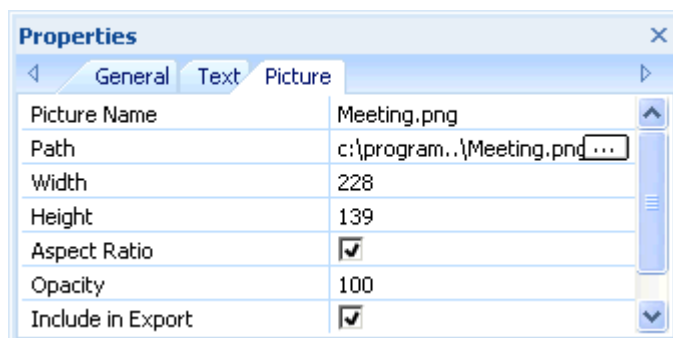 Properties
General Text Picture
Picture Name Meeting.png
Path c:\program..\Meeting.png ...
Width 228
Height 139
Aspect Ratio
Opacity 100
Include in Export